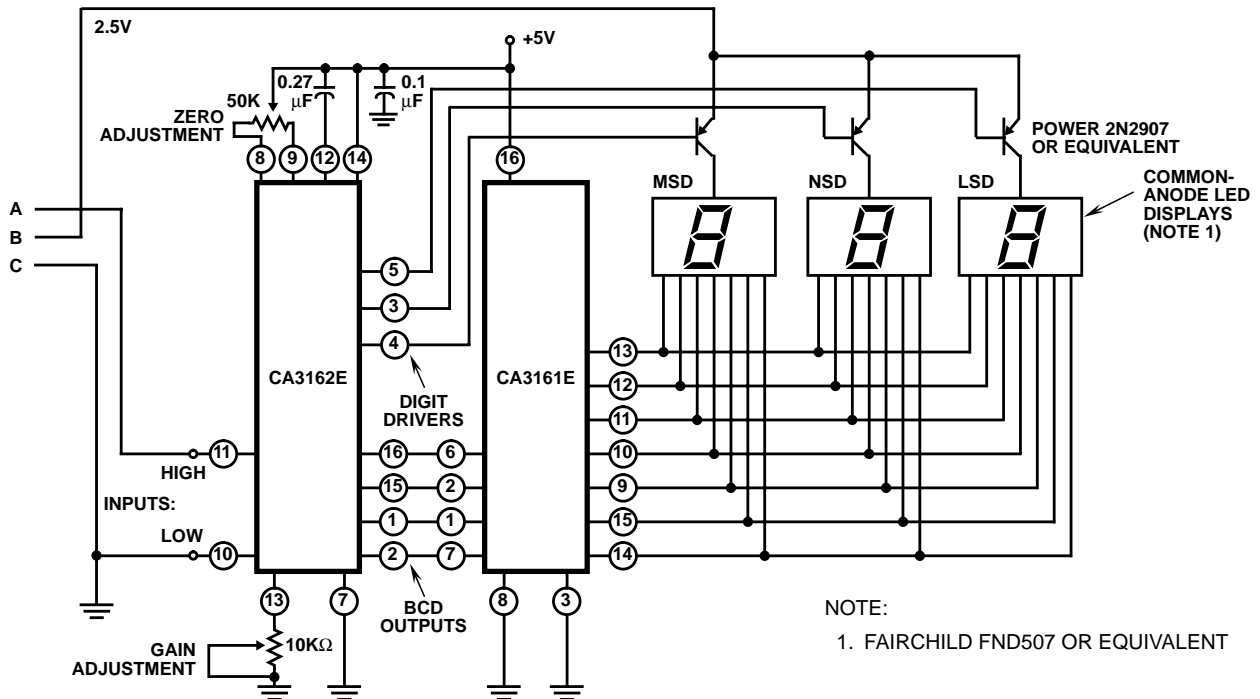 2.5V
+5V
0.27
μF
0.1
μF
50K
ZERO
ADJUSTMENT
8
9
12
14
16
POWER 2N2907
OR EQUIVALENT
MSD
NSD
LSD
COMMON-
ANODE LED
DISPLAYS
(NOTE 1)
A
B
C
8
8
8
5
3
4
CA3162E
CA3161E
DIGIT
DRIVERS
13
12
11
10
9
15
14
HIGH
11
INPUTS:
LOW
10
16
6
15
2
1
1
2
7
BCD
OUTPUTS
13
7
8
3
GAIN
ADJUSTMENT
10KΩ
NOTE:
1. FAIRCHILD FND507 OR EQUIVALENT